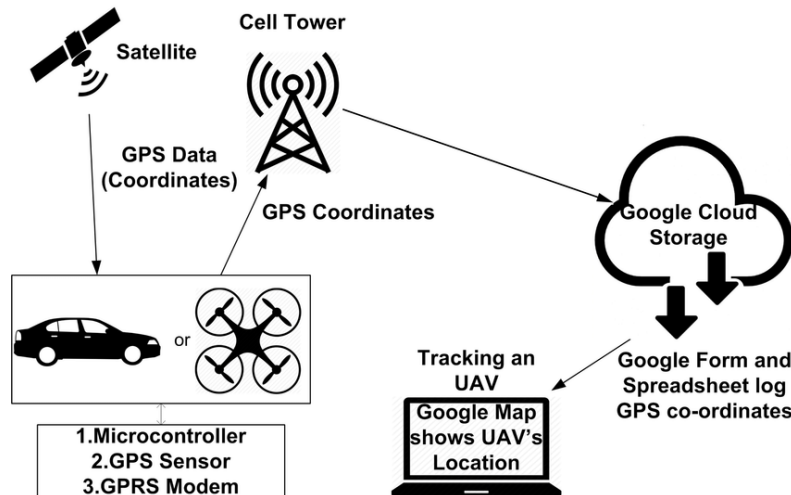 Cell Tower
Satellite
GPS Data
(Coordinates)
GPS Coordinates
Google Cloud
Storage
or
Tracking an
UAV
Google Form and
Spreadsheet log
GPS co-ordinates
Google Map
shows UAV's
Location
1.Microcontroller
2.GPS Sensor
3.GPRS Modem